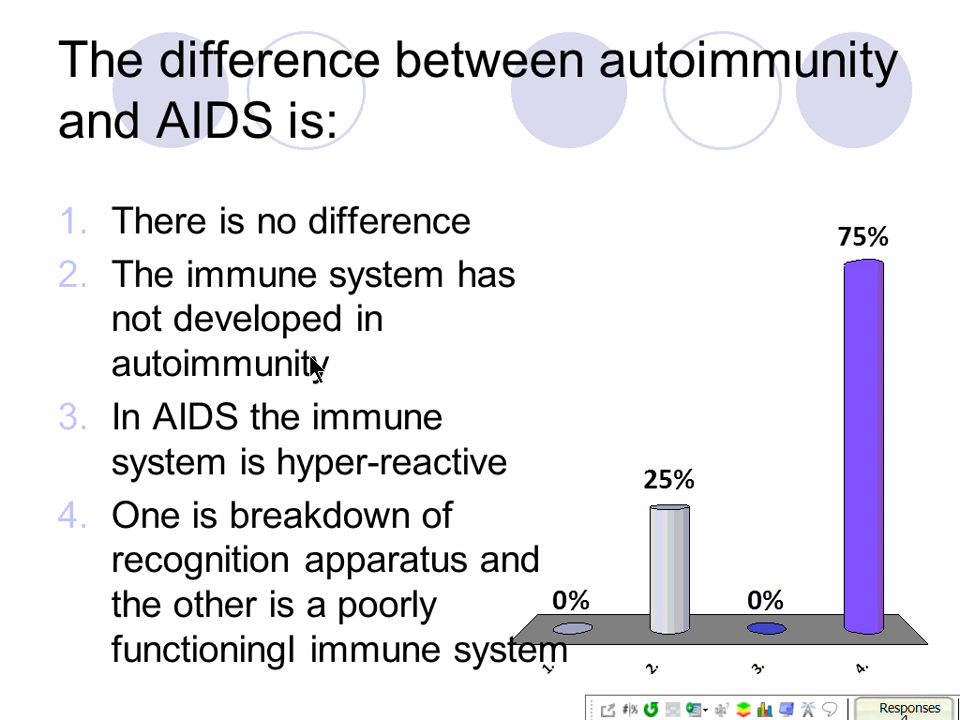 The difference between autoimmunity
and AIDS is:
1. There is no difference
2. The immune system has
not developed in
autoimmunity
3. In AIDS the immune
system is hyper-reactive
4. One is breakdown of
recognition apparatus and
the other is a poorly
functioningl immune system
75%
25%
0%
0%
1.
2.
3.
4.
Responses